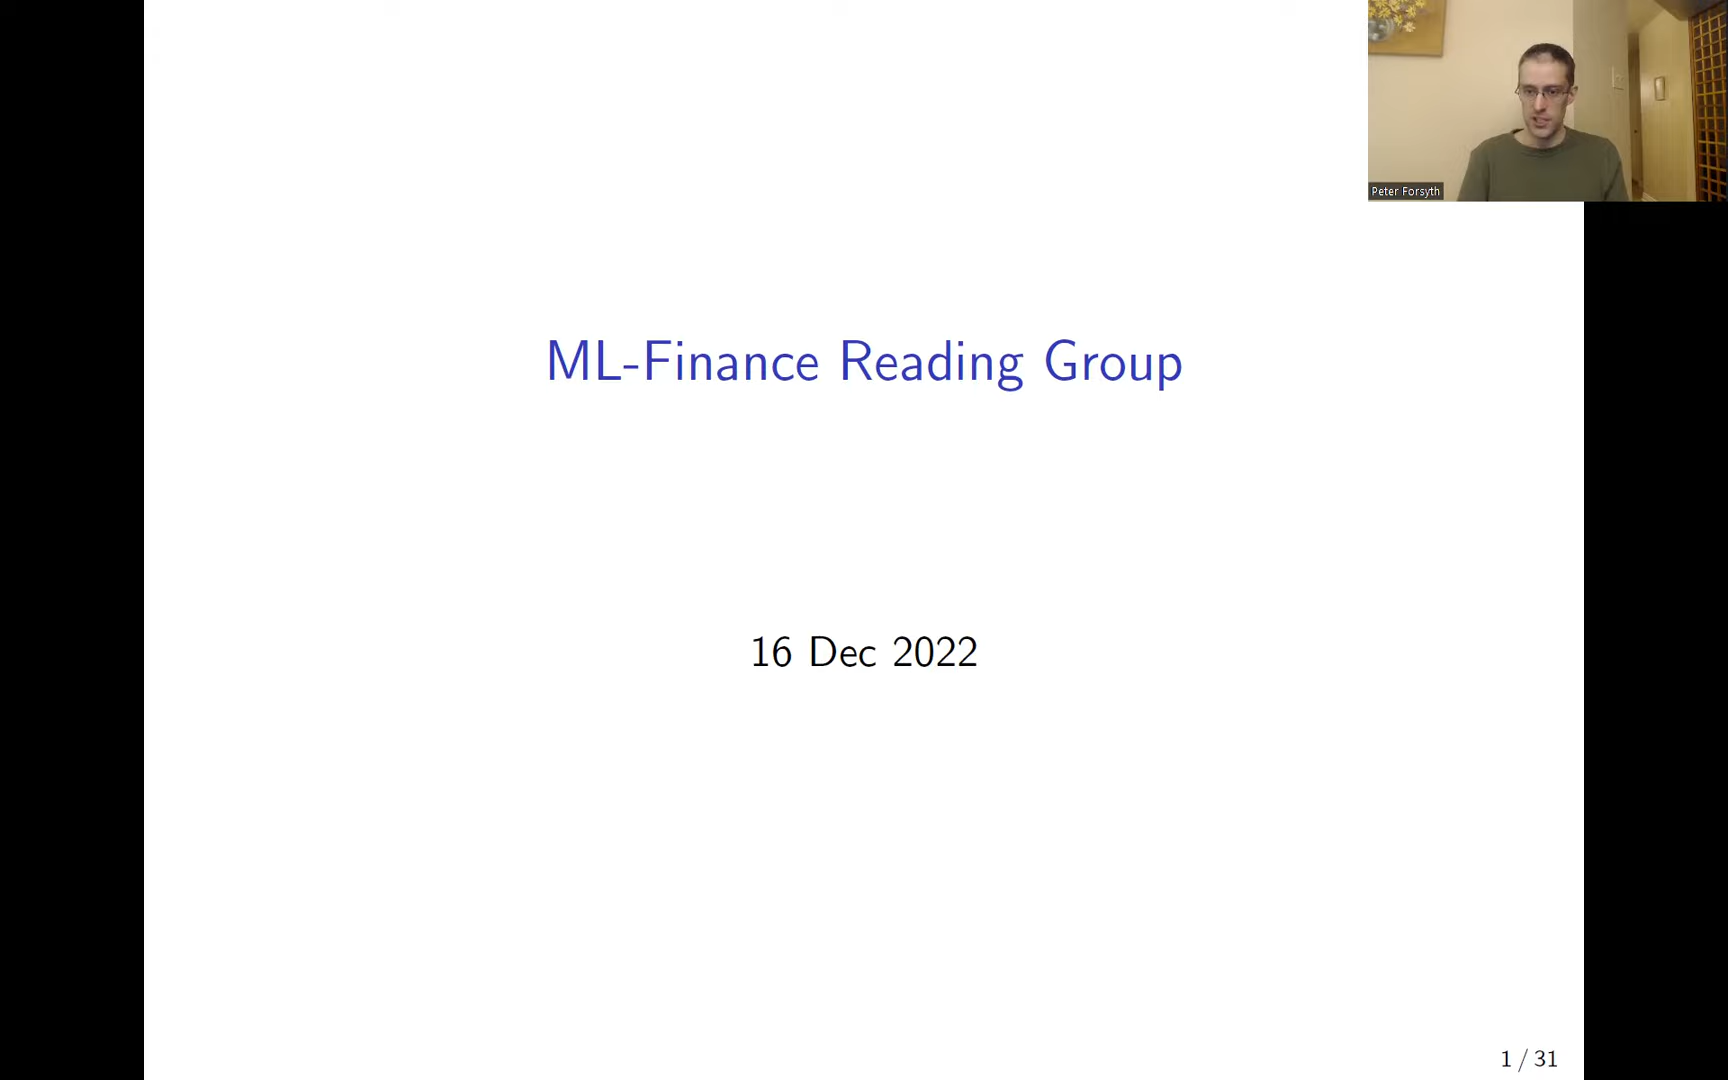 Peter Forsyth
ML-Finance Reading Group
16 Dec 2022
1 / 31